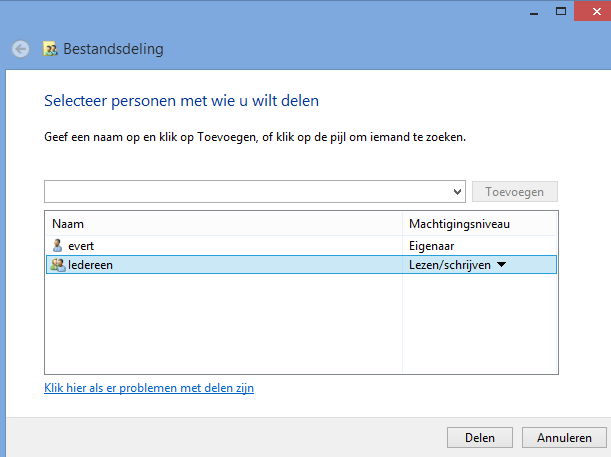 Bestandsdeling
Selecteer personen met wie u wilt delen
Geef een naam op en klik op Toevoegen, of klik op de pijl om iemand te zoeken.
Toevoegen
Naam Machtigingsniveau
evert Eigenaar
Iedereen Lezen/schrijven
Klik hier als er problemen met delen zijn
Delen Annuleren